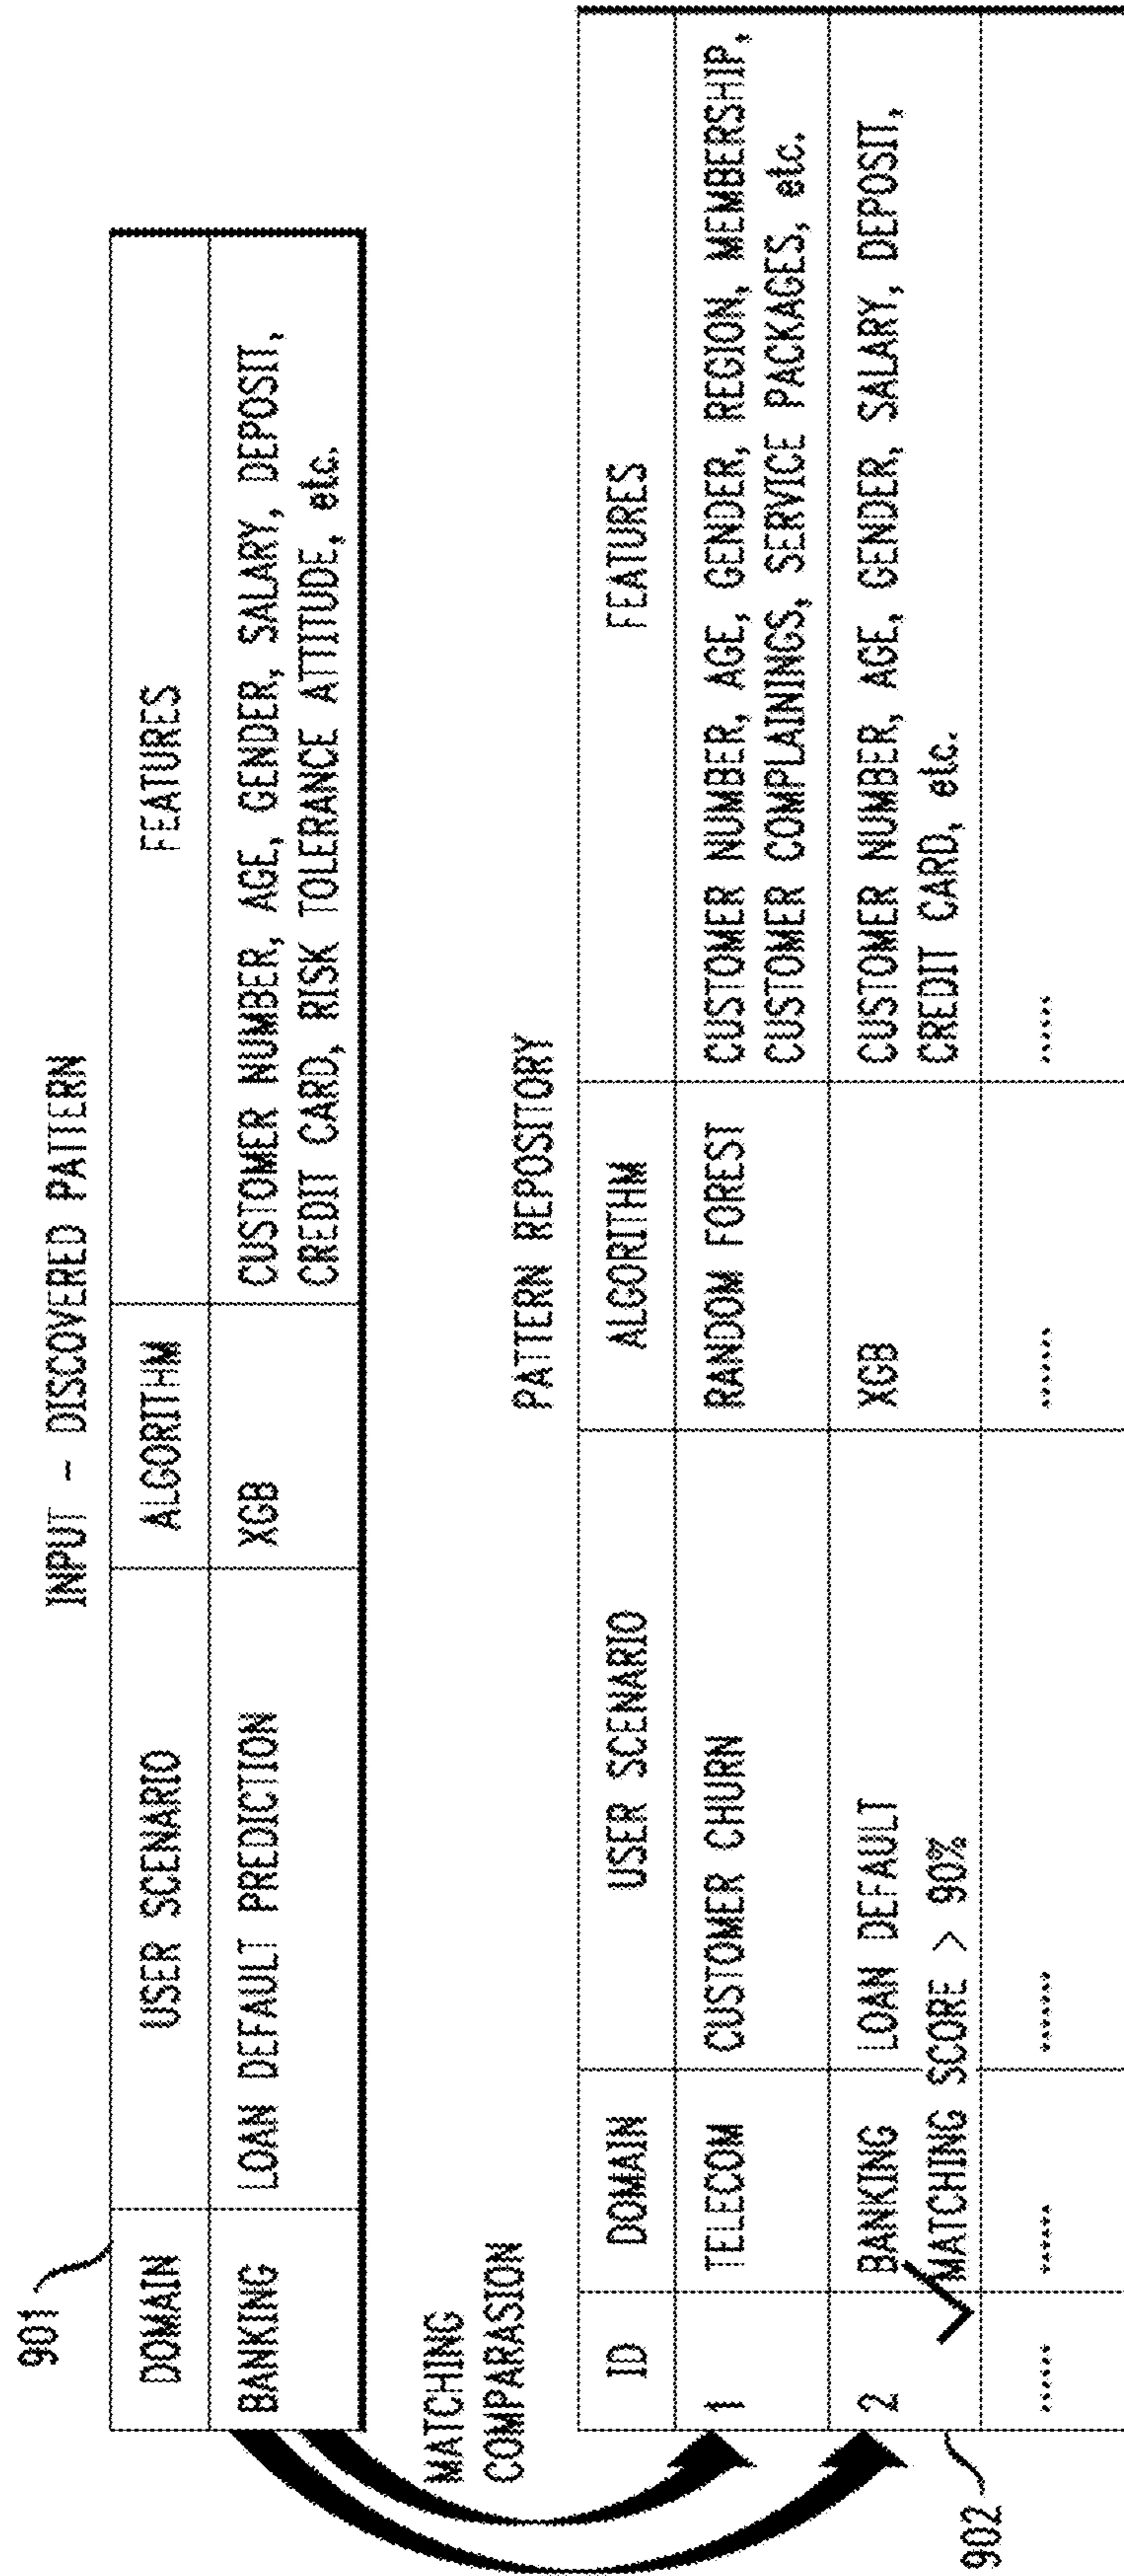 INPUT - DISCOVERED PATTERN
901
DOMAIN USER SCENARIO ALGORITHM FEATURES
BANKING LOAN DEFAULT PREDICTION XGB CUSTOMER NUMBER, AGE, GENDER, SALARY, DEPOSIT,
CREDIT CARD, RISK TOLERANCE ATTITUDE, etc.
MATCHING
COMPARASION
PATTERN REPOSITORY
ID DOMAIN USER SCENARIO ALGORITHM FEATURES
1 TELECOM CUSTOMER CHURN RANDOM FOREST CUSTOMER NUMBER, AGE, GENDER, REGION, MEMBERSHIP,
CUSTOMER COMPLAININGS, SERVICE PACKAGES, etc.
2 BANKING LOAN DEFAULT XGB CUSTOMER NUMBER, AGE, GENDER, SALARY, DEPOSIT,
MATCHING SCORE > 90% CREDIT CARD, etc.
...... ...... ...... ...... ......
902